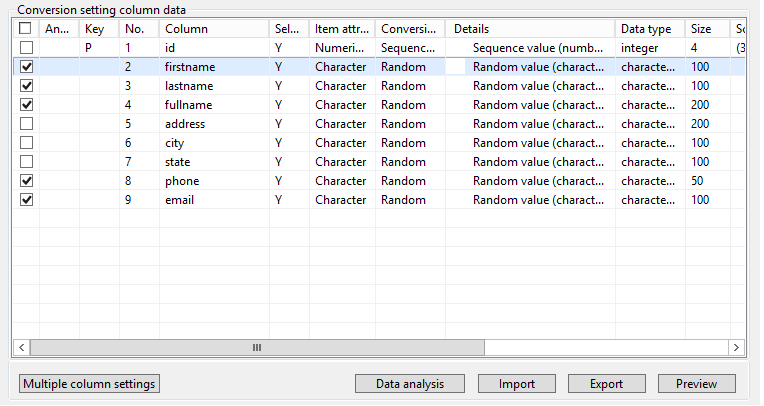 Conversion setting column data
An... Key No. Column Sel... Item attr... Conversi... Details Data type Size Sc
P 1 id Y Numeri... Sequenc... Sequence value (numb... integer 4 (3
2 firstname Y Character Random Random value (charact... characte... 100
3 lastname Y Character Random Random value (charact... characte... 100
4 fullname Y Character Random Random value (charact... characte... 200
5 address Y Character Random Random value (charact... characte... 200
6 city Y Character Random Random value (charact... characte... 100
7 state Y Character Random Random value (charact... characte... 100
8 phone Y Character Random Random value (charact... characte... 50
9 email Y Character Random Random value (charact... characte... 100
Multiple column settings Data analysis Import Export Preview